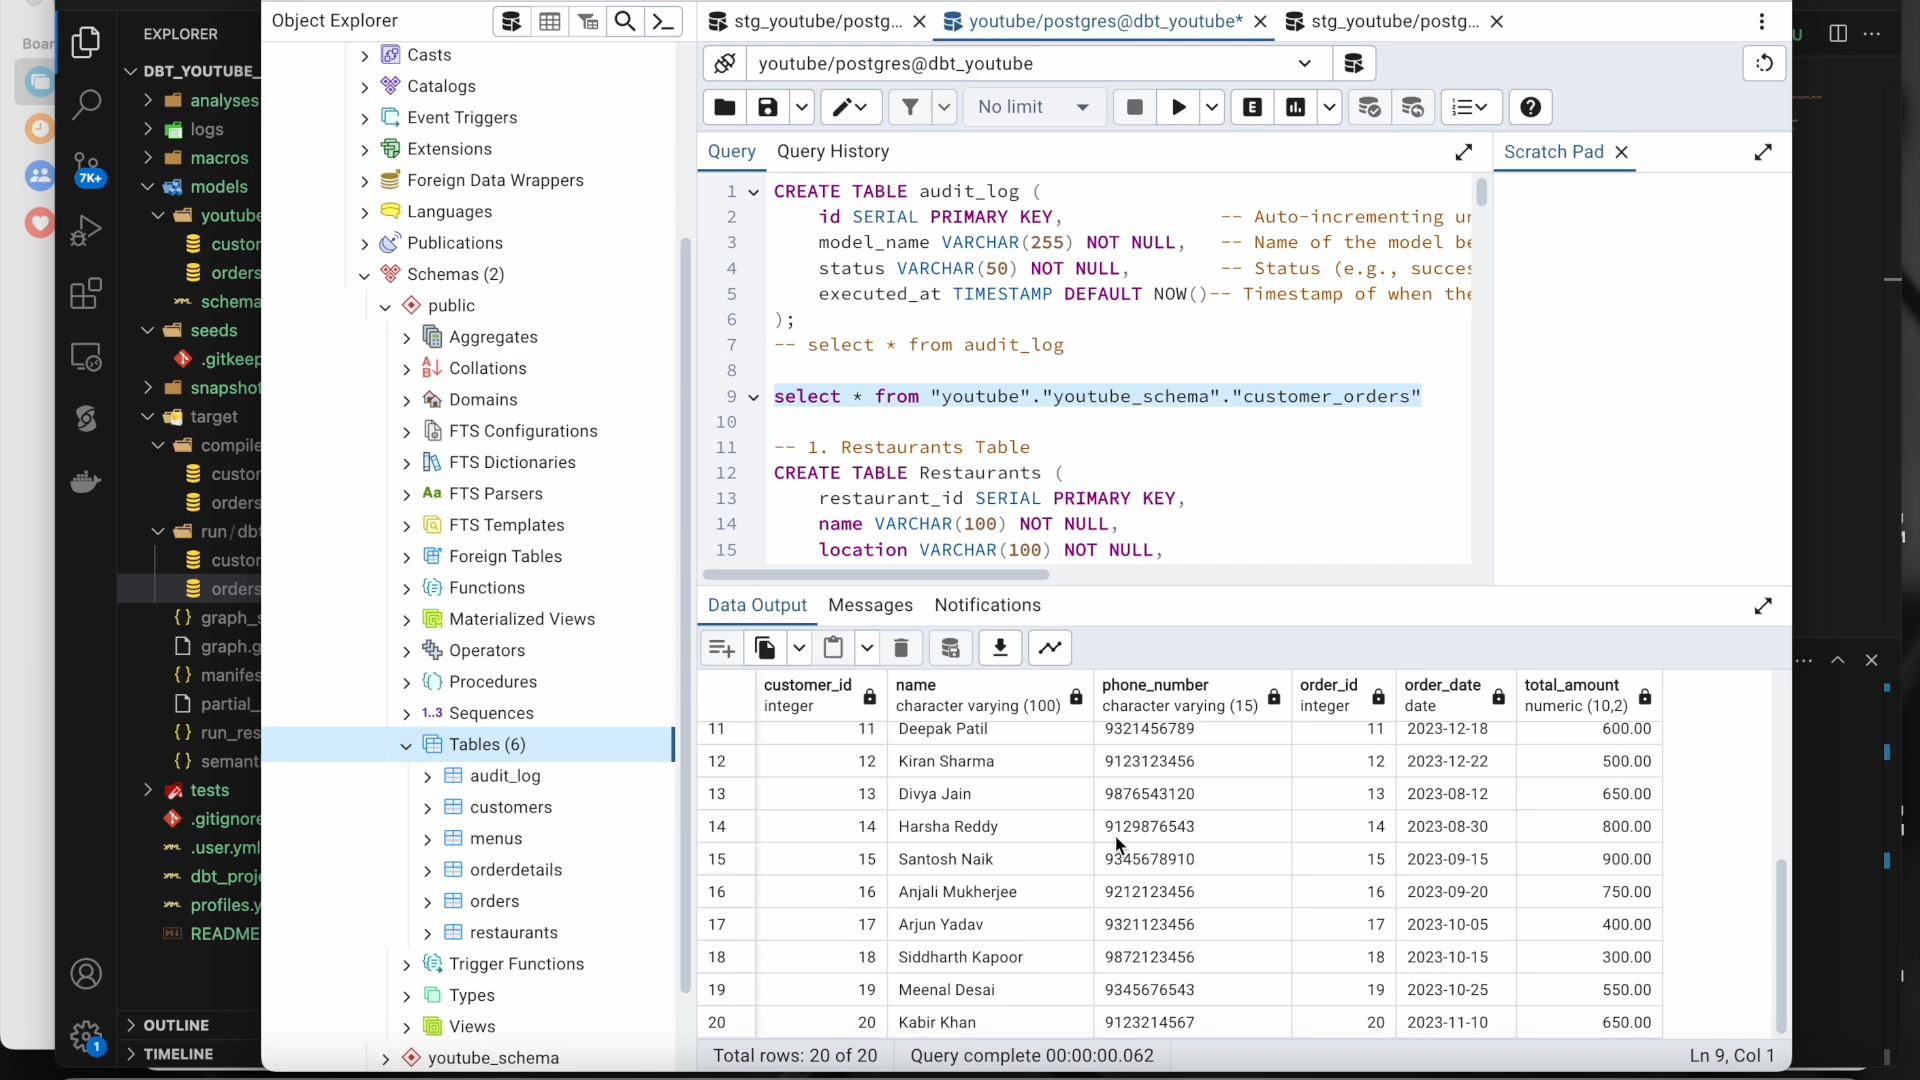 Boar
EXPLORER
DBT_YOUTUBE_
analyses
logs
macros
models
youtube
custor
orders
schema
seeds
.gitkeep
snapshot
target
compile
custor
orders
run/dbt
custor
orders
graph_s
graph.g
manifes
partial_
run_res
semant
tests
.gitignore
.user.yml
dbt_proje
profiles.y
README
OUTLINE
TIMELINE
7K+
1
Object Explorer
Casts
Catalogs
Event Triggers
Extensions
Foreign Data Wrappers
Languages
Publications
Schemas (2)
public
Aggregates
Collations
Domains
FTS Configurations
FTS Dictionaries
Aa FTS Parsers
FTS Templates
Foreign Tables
Functions
Materialized Views
Operators
Procedures
1..3 Sequences
Tables (6)
audit_log
customers
menus
orderdetails
orders
restaurants
Trigger Functions
Types
Views
youtube_schema
stg_youtube/postg... youtube/postgres@dbt_youtube* stg_youtube/postg...
youtube/postgres@dbt_youtube
No limit
Query Query History
Scratch Pad
1 CREATE TABLE audit_log (
2 id SERIAL PRIMARY KEY, -- Auto-incrementing un
3 model_name VARCHAR(255) NOT NULL, -- Name of the model be
4 status VARCHAR(50) NOT NULL, -- Status (e.g., succes
5 executed_at TIMESTAMP DEFAULT NOW()-- Timestamp of when the
6 );
7 -- select * from audit_log
8
9 select * from "youtube"."youtube_schema"."customer_orders"
10
11 -- 1. Restaurants Table
12 CREATE TABLE Restaurants (
13 restaurant_id SERIAL PRIMARY KEY,
14 name VARCHAR(100) NOT NULL,
15 location VARCHAR(100) NOT NULL,
Data Output Messages Notifications
customer_id name phone_number order_id order_date total_amount
integer character varying (100) character varying (15) integer date numeric (10,2)
11 11 Deepak Patil 9321456789 11 2023-12-18 600.00
12 12 Kiran Sharma 9123123456 12 2023-12-22 500.00
13 13 Divya Jain 9876543120 13 2023-08-12 650.00
14 14 Harsha Reddy 9129876543 14 2023-08-30 800.00
15 15 Santosh Naik 9345678910 15 2023-09-15 900.00
16 16 Anjali Mukherjee 9212123456 16 2023-09-20 750.00
17 17 Arjun Yadav 9321123456 17 2023-10-05 400.00
18 18 Siddharth Kapoor 9872123456 18 2023-10-15 300.00
19 19 Meenal Desai 9345676543 19 2023-10-25 550.00
20 20 Kabir Khan 9123214567 20 2023-11-10 650.00
Total rows: 20 of 20 Query complete 00:00:00.062 Ln 9, Col 1